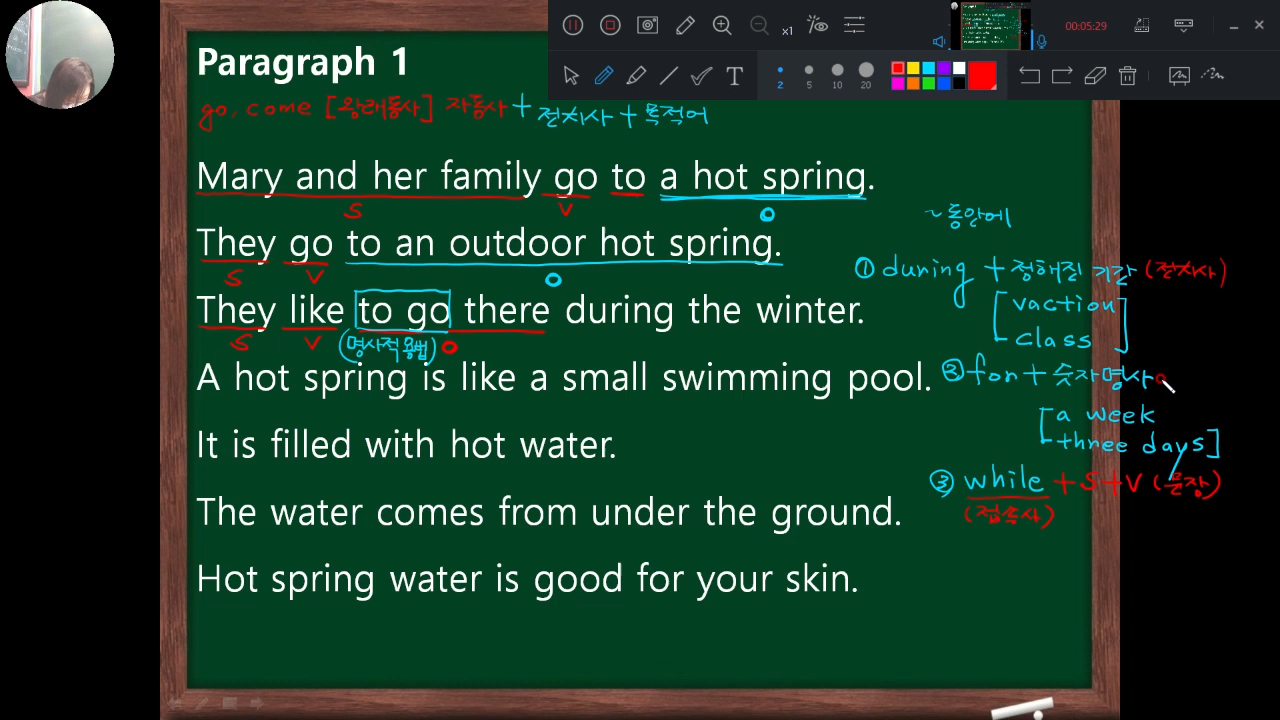 x1
00:05:29
T
2 5 10 20
Paragraph 1
go, come [왕래동사] 자동사 + 전치사 + 목적어
Mary and her family go to a hot spring.
S V O
~동안에
They go to an outdoor hot spring.
S V O
① during + 정해진 기간 (전치사)
[vaction
class]
They like to go there during the winter.
S V (명사적 용법) O
A hot spring is like a small swimming pool.
② for + 숫자명사
[a week
three days]
It is filled with hot water.
③ while + S + V (문장)
(접속사)
The water comes from under the ground.
Hot spring water is good for your skin.